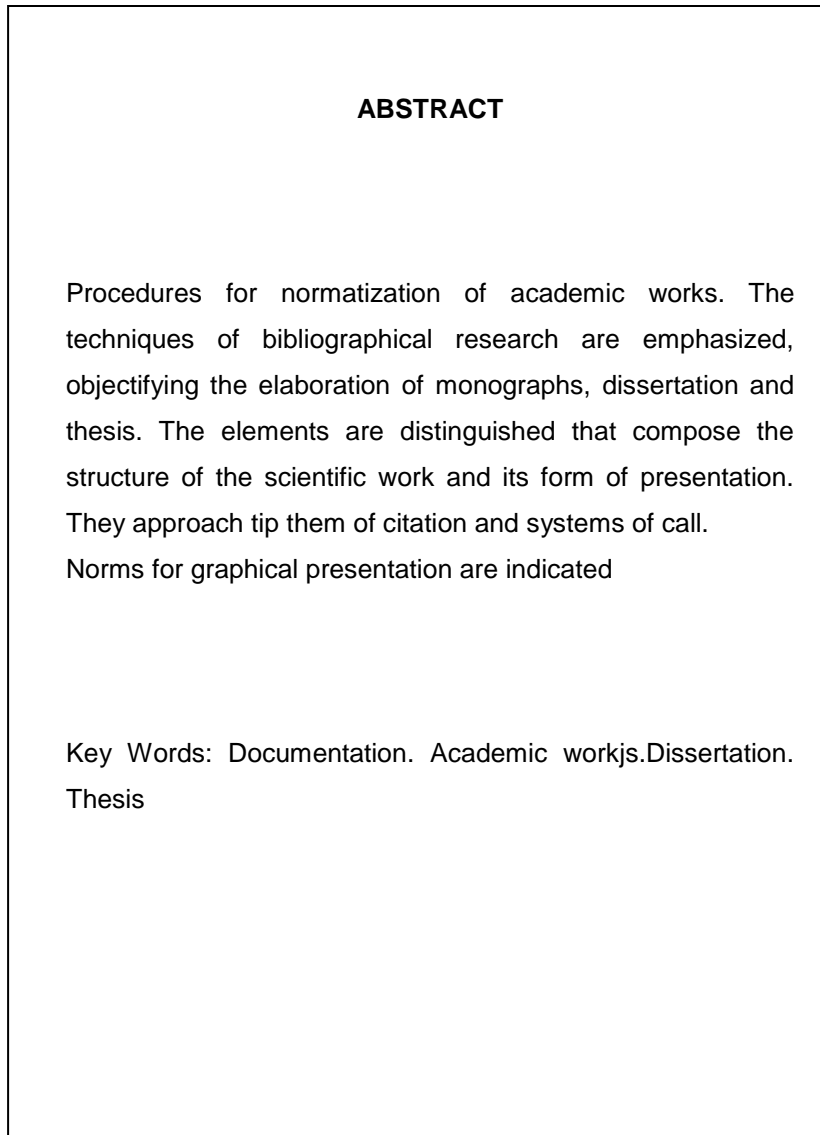 ABSTRACT
Procedures for normatization of academic works. The
techniques of bibliographical research are emphasized,
objectifying the elaboration of monographs, dissertation and
thesis. The elements are distinguished that compose the
structure of the scientific work and its form of presentation.
They approach tip them of citation and systems of call.
Norms for graphical presentation are indicated
Key Words: Documentation. Academic workjs.Dissertation.
Thesis